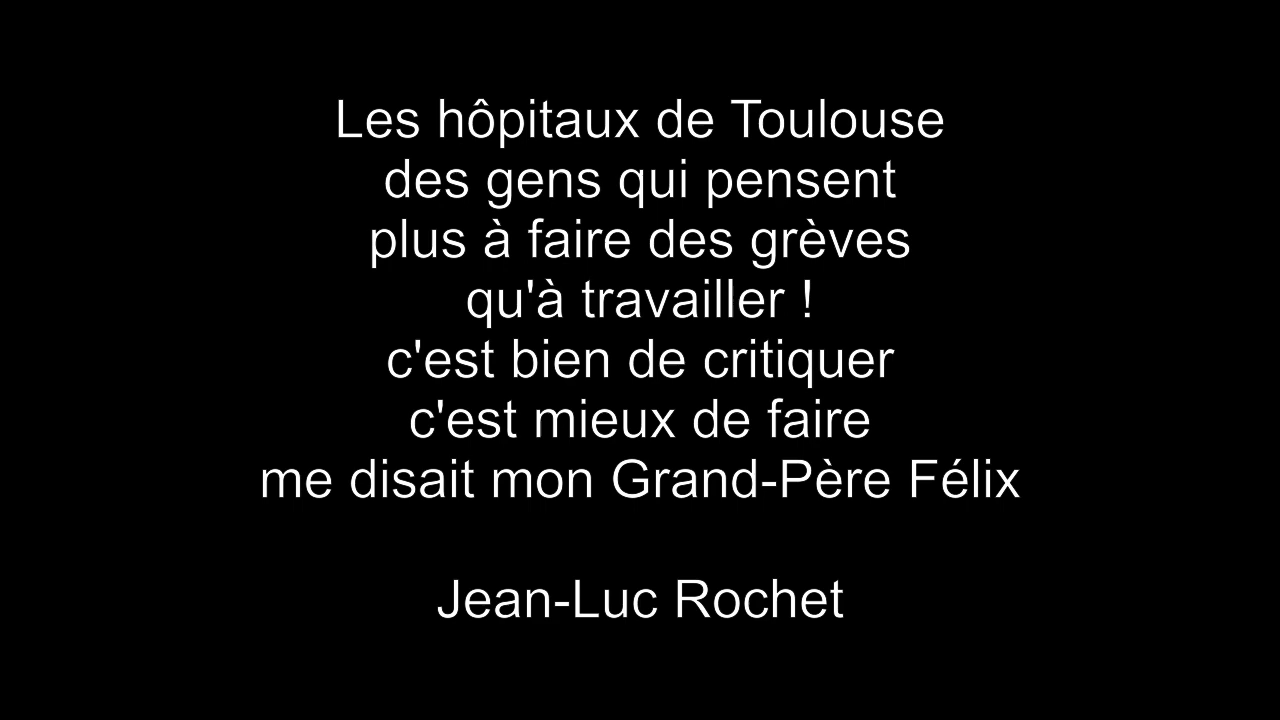 Les hôpitaux de Toulouse
des gens qui pensent
plus à faire des grèves
qu'à travailler !
c'est bien de critiquer
c'est mieux de faire
me disait mon Grand-Père Félix
Jean-Luc Rochet